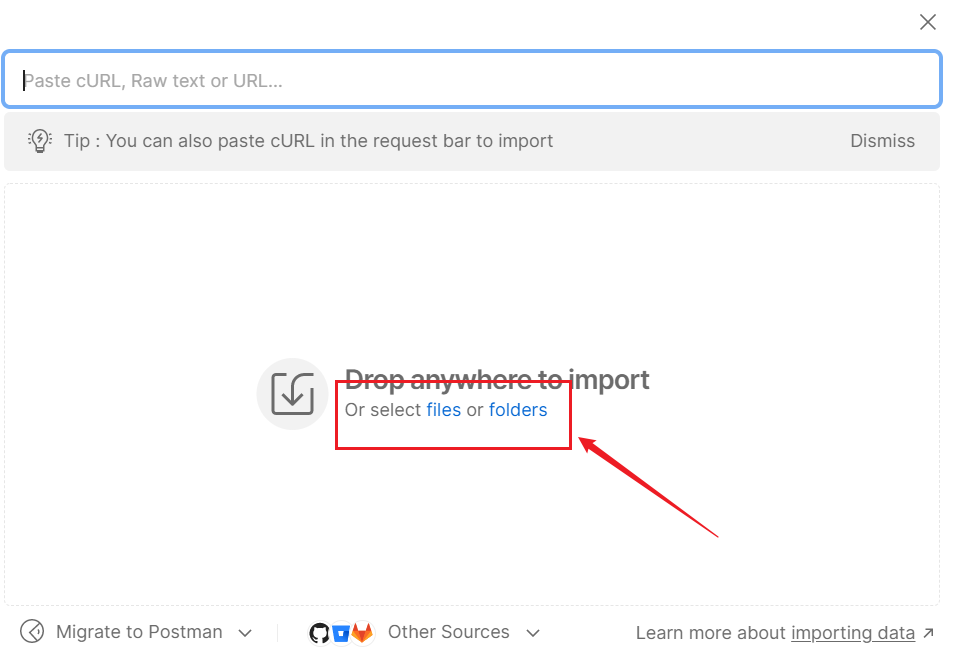 Paste cURL, Raw text or URL...
Tip : You can also paste cURL in the request bar to import
Dismiss
Drop anywhere to import
Or select files or folders
Migrate to Postman
Other Sources
Learn more about importing data